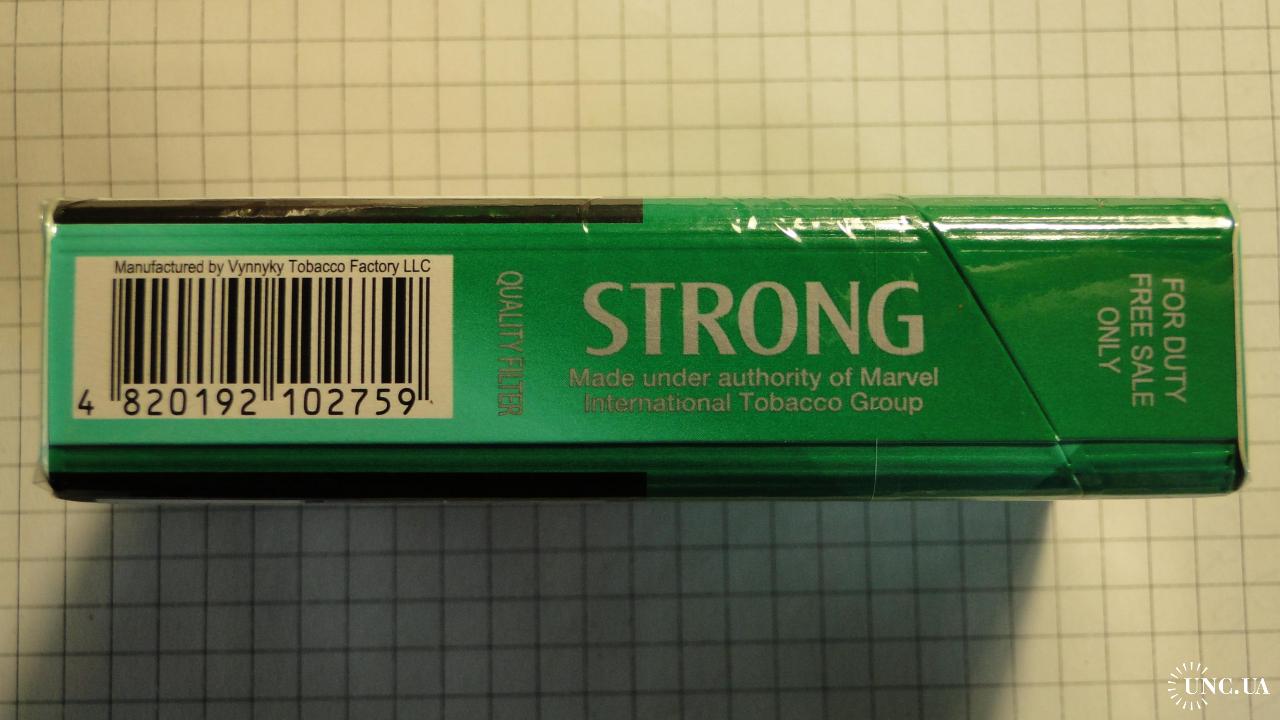 Manufactured by Vynnyky Tobacco Factory LLC
4 820192 102759
QUALITY FILTER
STRONG
Made under authority of Marvel
International Tobacco Group
FOR DUTY
FREE SALE
ONLY
UNC.UA